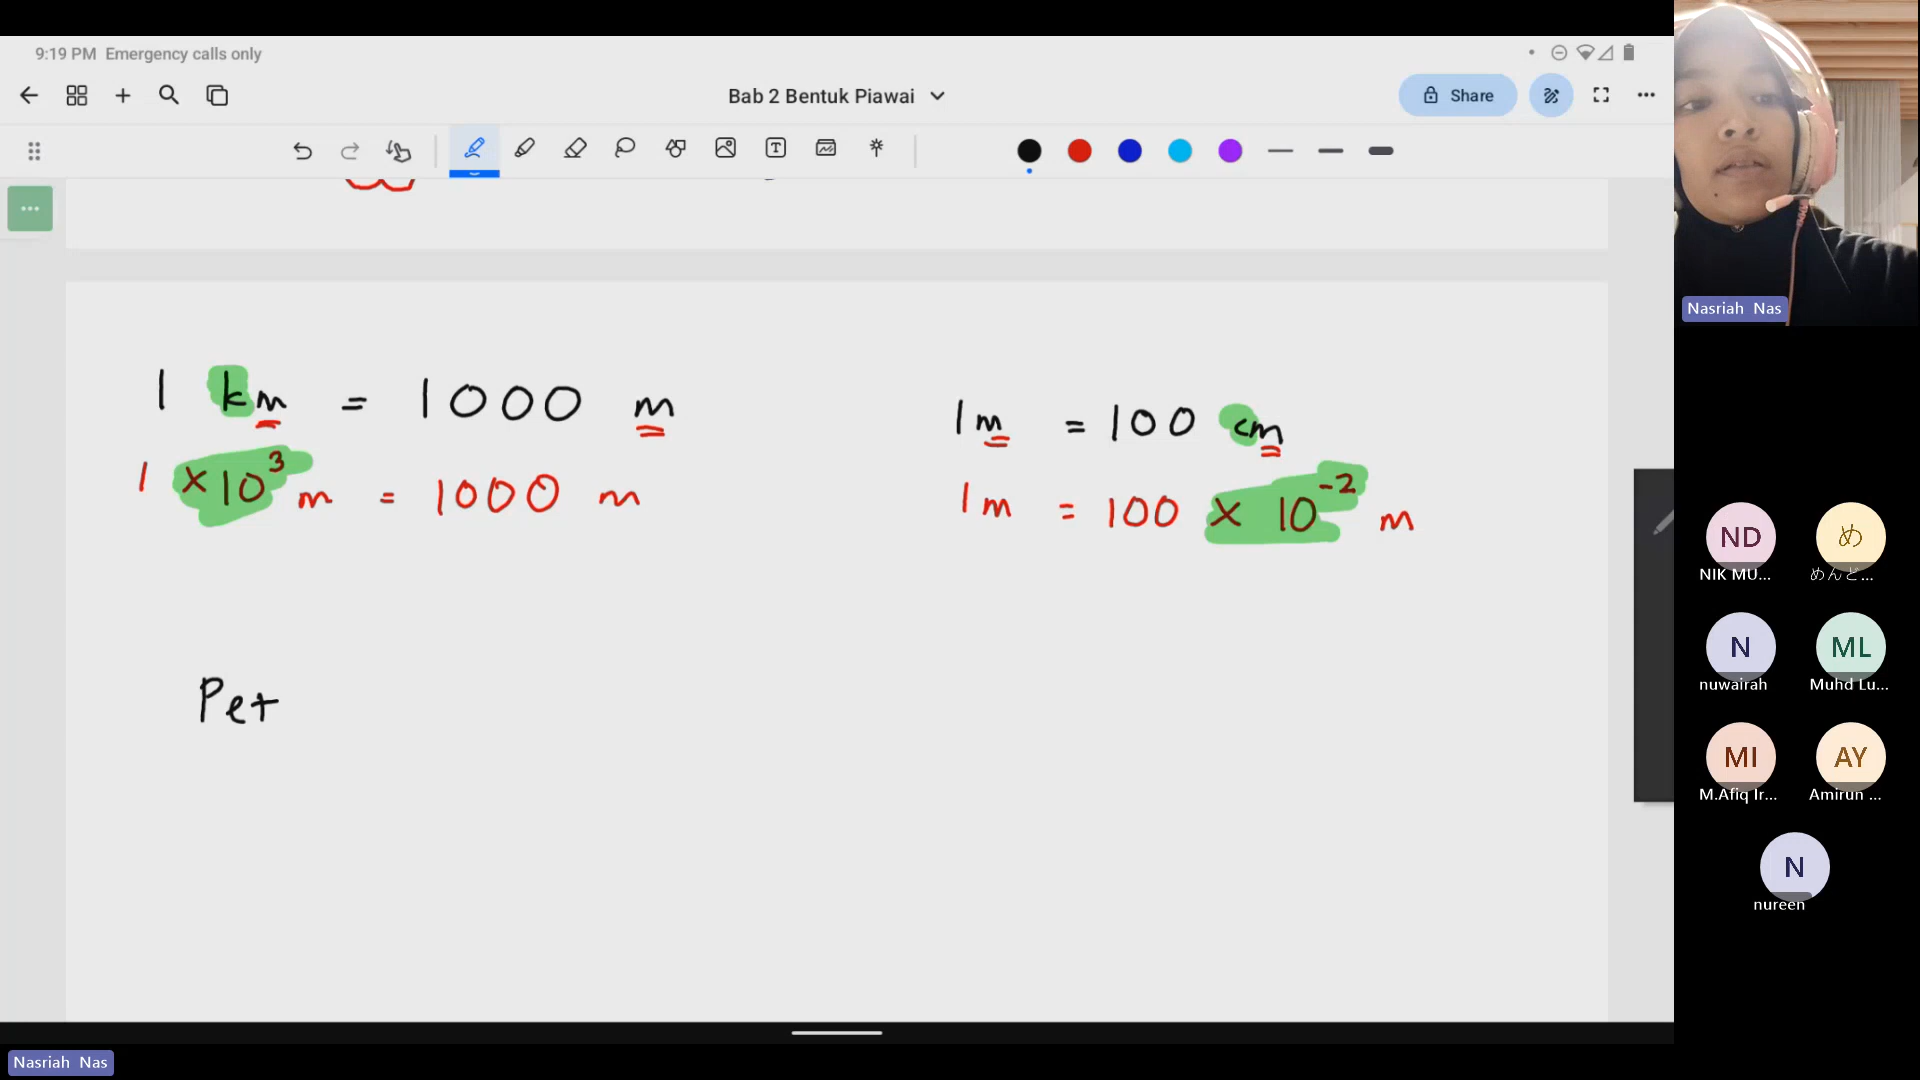 9:19 PM Emergency calls only
Bab 2 Bentuk Piawai
Share
1 km = 1000 m
1 × 10³ m = 1000 m
1m = 100 cm
1m = 100 × 10⁻² m
Pet
Nasriah Nas
ND
NIK MU...
め
めんど...
N
nuwairah
ML
Muhd Lu...
MI
M.Afiq Ir...
AY
Amirun ...
N
nureen
Nasriah Nas